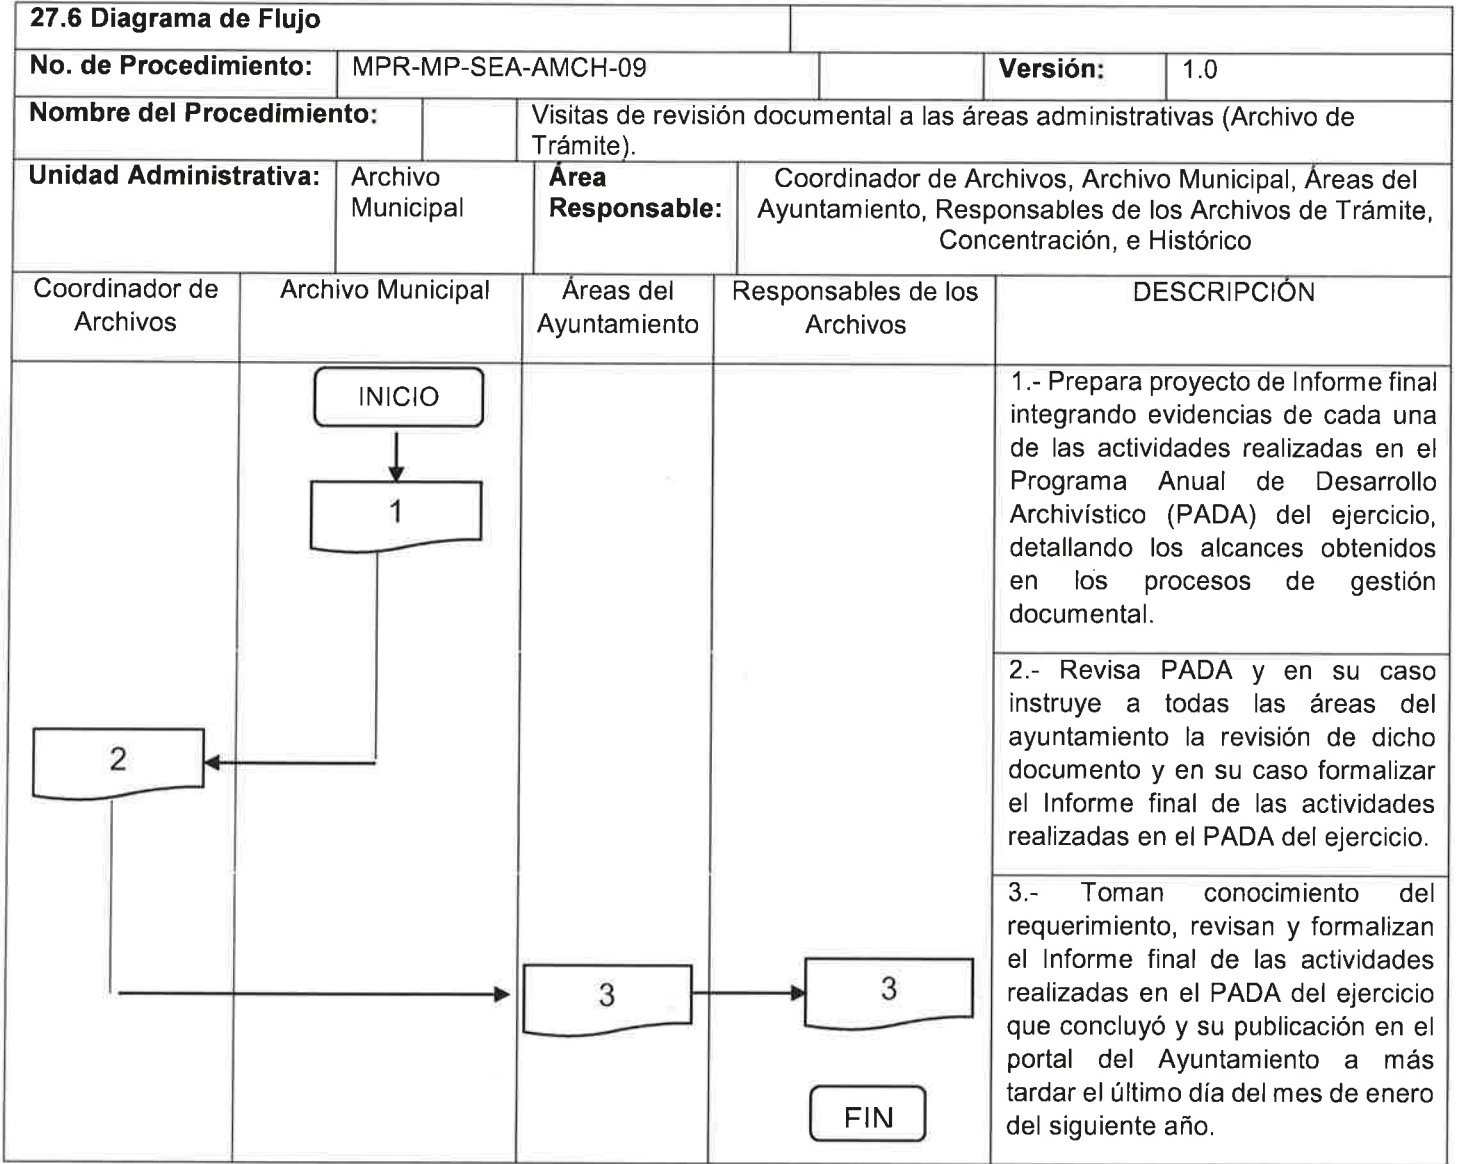 27.6 Diagrama de Flujo
No. de Procedimiento: MPR-MP-SEA-AMCH-09 Versión: 1.0
Nombre del Procedimiento: Visitas de revisión documental a las áreas administrativas (Archivo de
Trámite).
Unidad Administrativa:
Archivo
Municipal
Área
Responsable:
Coordinador de Archivos, Archivo Municipal, Áreas del
Ayuntamiento, Responsables de los Archivos de Trámite,
Concentración, e Histórico
Coordinador de
Archivos
Archivo Municipal
Áreas del
Ayuntamiento
Responsables de los
Archivos
DESCRIPCIÓN
INICIO
1
2
3
3
FIN
1.- Prepara proyecto de Informe final
integrando evidencias de cada una
de las actividades realizadas en el
Programa Anual de Desarrollo
Archivístico (PADA) del ejercicio,
detallando los alcances obtenidos
en los procesos de gestión
documental.
2.- Revisa PADA y en su caso
instruye a todas las áreas del
ayuntamiento la revisión de dicho
documento y en su caso formalizar
el Informe final de las actividades
realizadas en el PADA del ejercicio.
3.- Toman conocimiento del
requerimiento, revisan y formalizan
el Informe final de las actividades
realizadas en el PADA del ejercicio
que concluyó y su publicación en el
portal del Ayuntamiento a más
tardar el último día del mes de enero
del siguiente año.